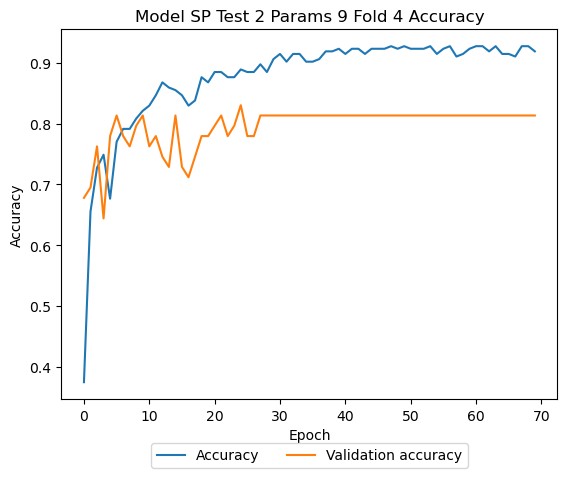 Model SP Test 2 Params 9 Fold 4 Accuracy
Accuracy
0.9
0.8
0.7
0.6
0.5
0.4
0 10 20 30 40 50 60 70
Epoch
Accuracy Validation accuracy